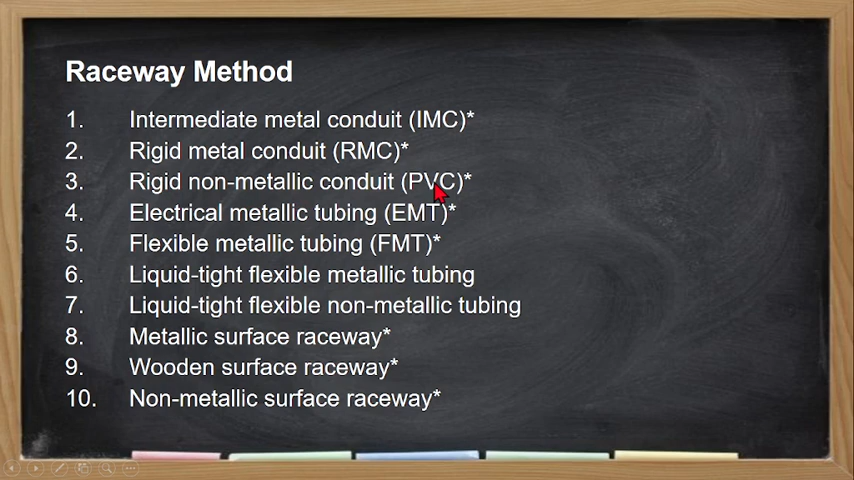 Raceway Method
1. Intermediate metal conduit (IMC)*
2. Rigid metal conduit (RMC)*
3. Rigid non-metallic conduit (PVC)*
4. Electrical metallic tubing (EMT)*
5. Flexible metallic tubing (FMT)*
6. Liquid-tight flexible metallic tubing
7. Liquid-tight flexible non-metallic tubing
8. Metallic surface raceway*
9. Wooden surface raceway*
10. Non-metallic surface raceway*